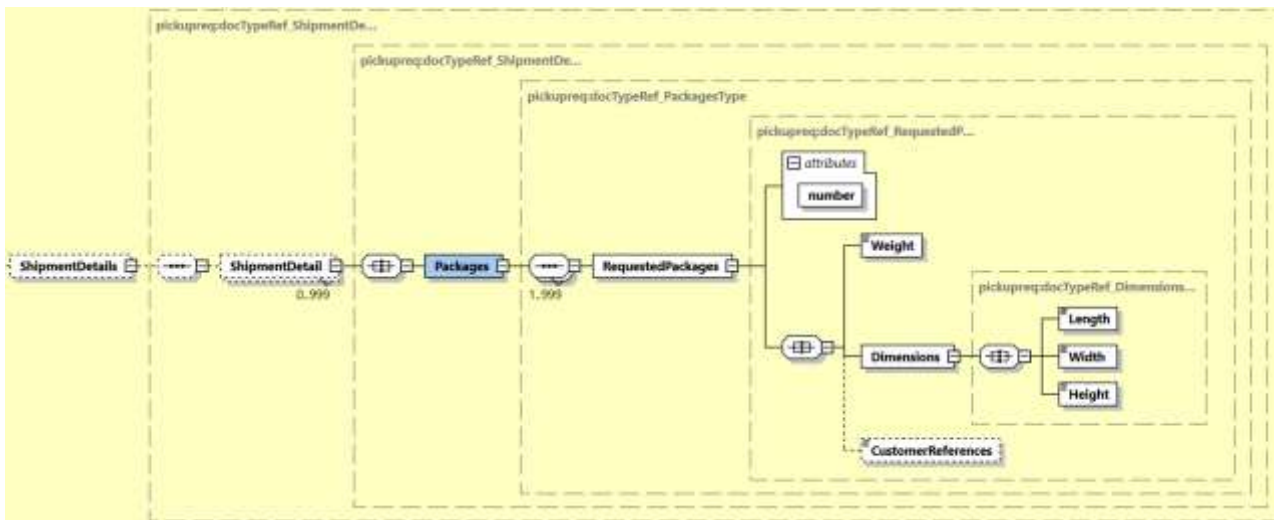 pickupreq:docTypeRef_ShipmentDe...
pickupreq:docTypeRef_ShipmentDe...
pickupreq:docTypeRef_PackagesType
pickupreq:docTypeRef_RequestedP...
attributes
number
Weight
ShipmentDetails
ShipmentDetail
Packages
RequestedPackages
0..999
1..999
pickupreq:docTypeRef_Dimensions...
Length
Dimensions
Width
Height
CustomerReferences